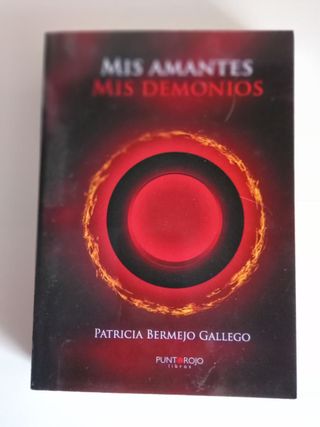 MIS AMANTES
MIS DEMONIOS
PATRICIA BERMEJO GALLEGO
PUNTOROJO
libros